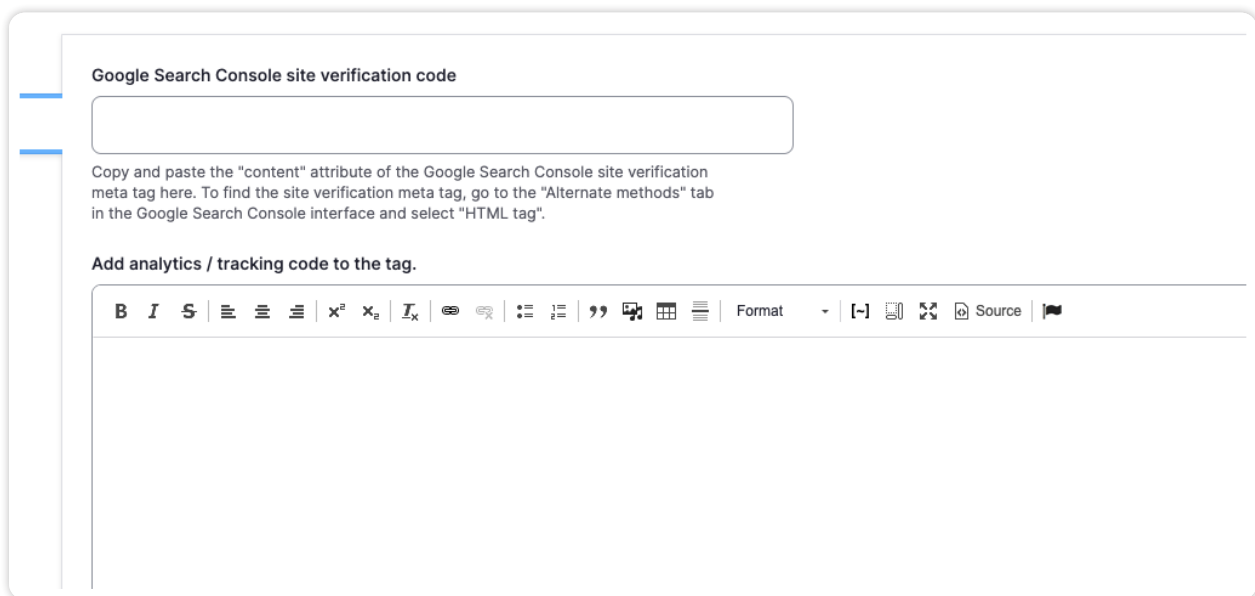 Google Search Console site verification code
Copy and paste the "content" attribute of the Google Search Console site verification
meta tag here. To find the site verification meta tag, go to the "Alternate methods" tab
in the Google Search Console interface and select "HTML tag".
Add analytics / tracking code to the tag.
Format Source